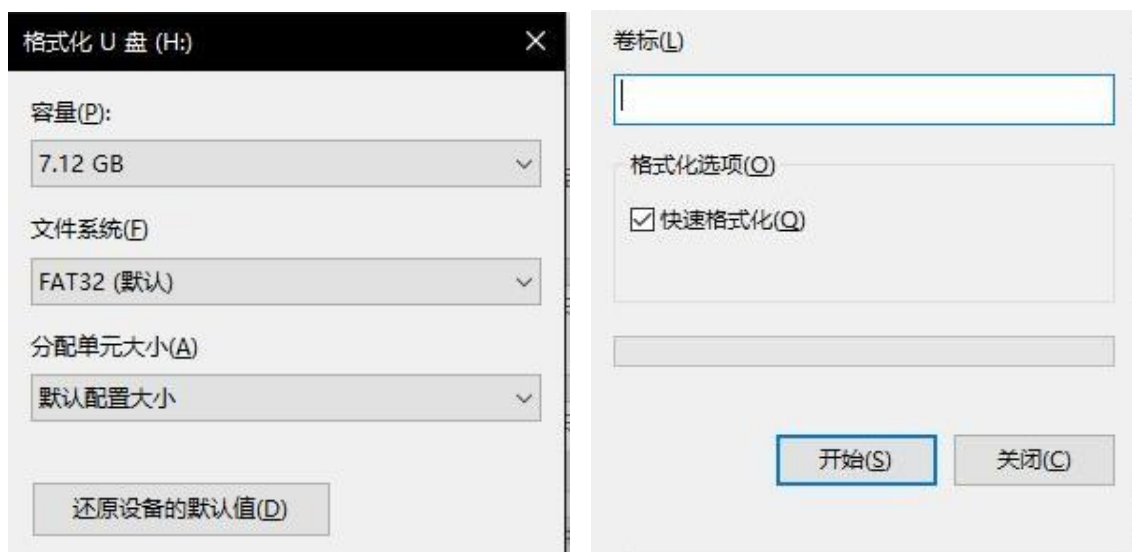 格式化 U 盘 (H:)
容量(P):
7.12 GB
文件系统(F)
FAT32 (默认)
分配单元大小(A)
默认配置大小
还原设备的默认值(D)
卷标(L)
格式化选项(O)
快速格式化(Q)
开始(S)
关闭(C)